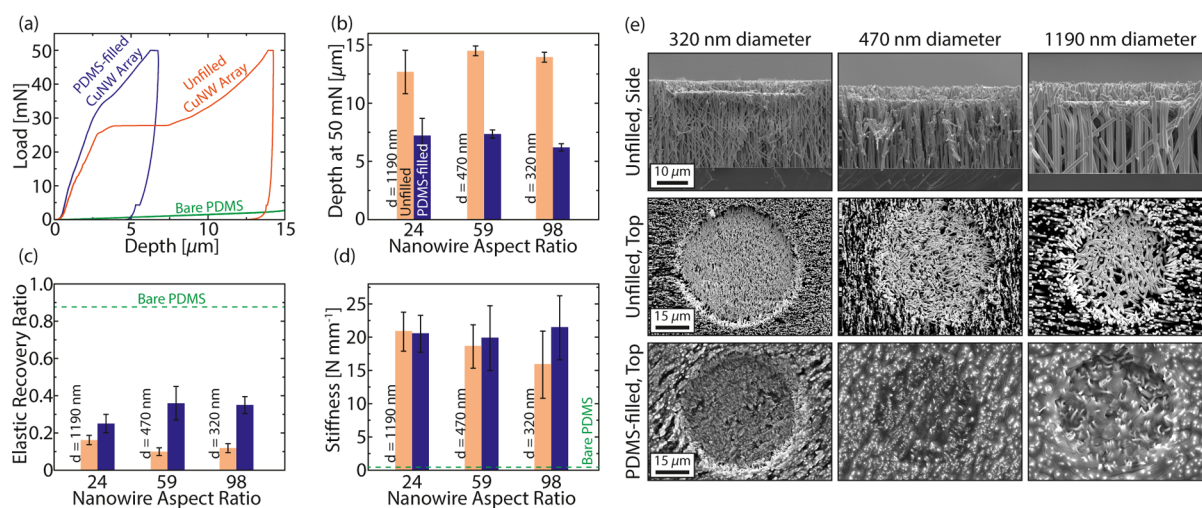 (a)
Load [mN]
50
40
30
20
10
0
PDMS-filled
CuNW Array
Unfilled
CuNW Array
Bare PDMS
0
5
10
15
Depth [µm]
(b)
Depth at 50 mN [µm]
15
10
5
0
d = 1190 nm
Unfilled
PDMS-filled
d = 470 nm
d = 320 nm
24
59
98
Nanowire Aspect Ratio
(c)
Elastic Recovery Ratio
1.0
0.8
0.6
0.4
0.2
0
Bare PDMS
d = 1190 nm
d = 470 nm
d = 320 nm
24
59
98
Nanowire Aspect Ratio
(d)
Stiffness [N mm⁻¹]
25
20
15
10
5
0
d = 1190 nm
d = 470 nm
d = 320 nm
Bare PDMS
24
59
98
Nanowire Aspect Ratio
(e)
320 nm diameter
470 nm diameter
1190 nm diameter
Unfilled, Side
10 µm
Unfilled, Top
15 µm
PDMS-filled, Top
15 µm